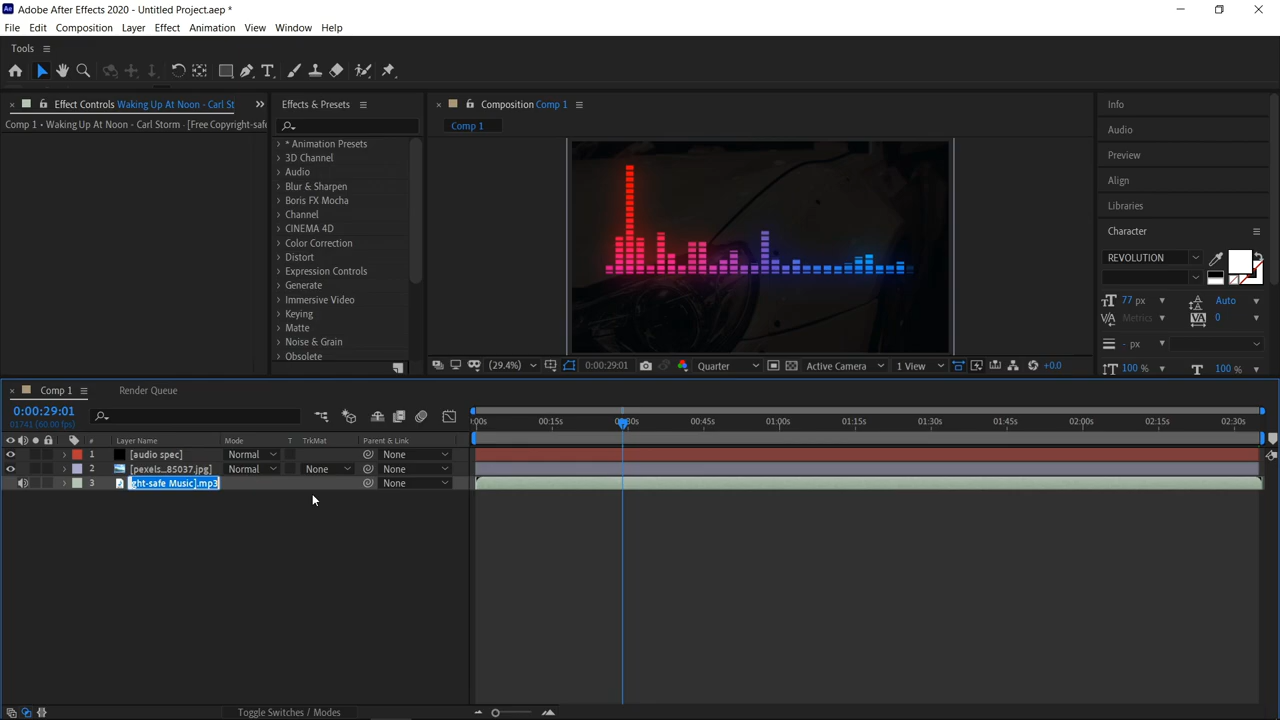 Adobe After Effects 2020 - Untitled Project.aep *
File Edit Composition Layer Effect Animation View Window Help
Tools
Effect Controls Waking Up At Noon - Carl St
Comp 1 • Waking Up At Noon - Carl Storm - [Free Copyright-safe
Effects & Presets
* Animation Presets
3D Channel
Audio
Blur & Sharpen
Boris FX Mocha
Channel
CINEMA 4D
Color Correction
Distort
Expression Controls
Generate
Immersive Video
Keying
Matte
Noise & Grain
Obsolete
Composition Comp 1
Comp 1
(29.4%) 0:00:29:01 Quarter Active Camera 1 View +0.0
Info
Audio
Preview
Align
Libraries
Character
REVOLUTION
77 px Auto
Metrics 0
- px
100 % 100 %
Comp 1 Render Queue
0:00:29:01
01741 (60.00 fps)
# Layer Name Mode T TrkMat Parent & Link
1 [audio spec] Normal None
2 [pexels...85037.jpg] Normal None None
3 ght-safe Music].mp3 None
:00s 00:15s 00:30s 00:45s 01:00s 01:15s 01:30s 01:45s 02:00s 02:15s 02:30s
Toggle Switches / Modes